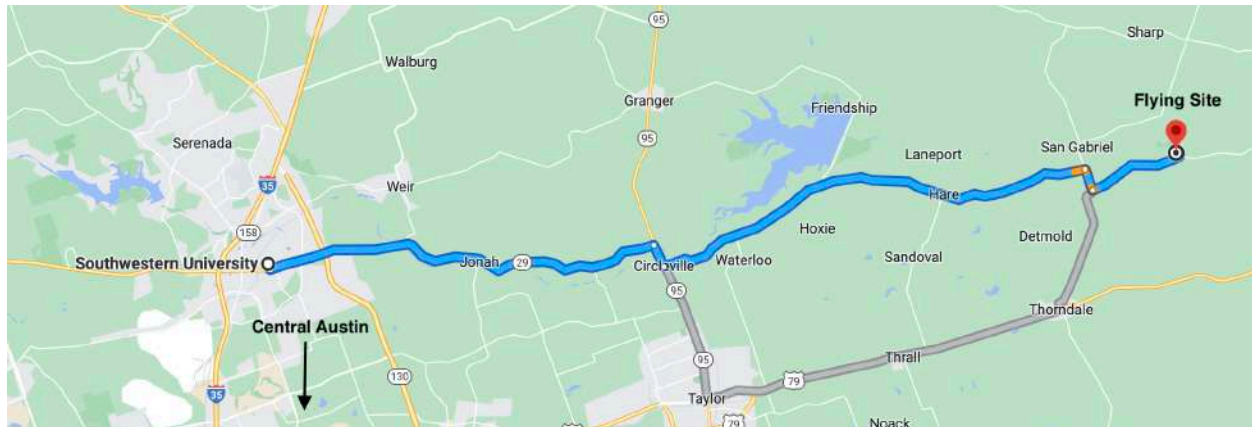 95
Sharp
Walburg
Granger
Flying Site
Friendship
Serenada
95
San Gabriel
Laneport
35
Weir
Hare
158
Hoxie
Detmold
Southwestern University
Jonah
29
Circleville
Waterloo
Sandoval
95
Central Austin
Thorndale
95
Thrall
130
79
35
Taylor
79
Noack